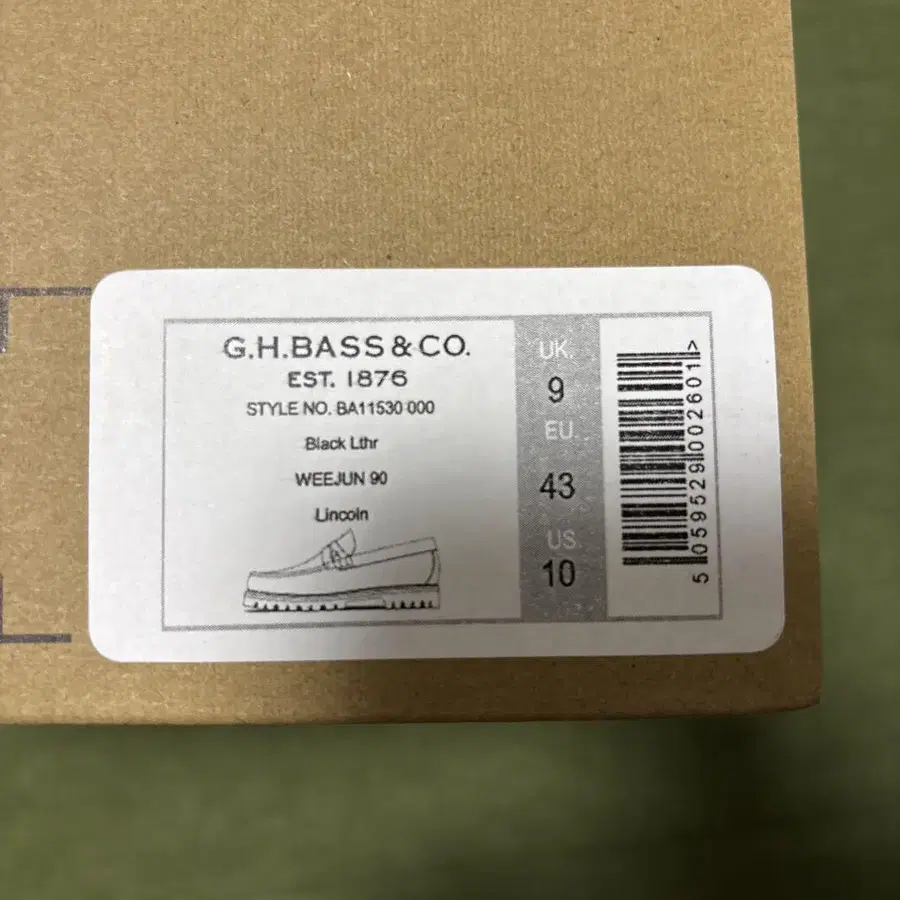 G.H.BASS & CO.
EST. 1876
STYLE NO. BA11530 000
Black Lthr
WEEJUN 90
Lincoln
UK.
9
EU.
43
US.
10
5 059529 002601 >